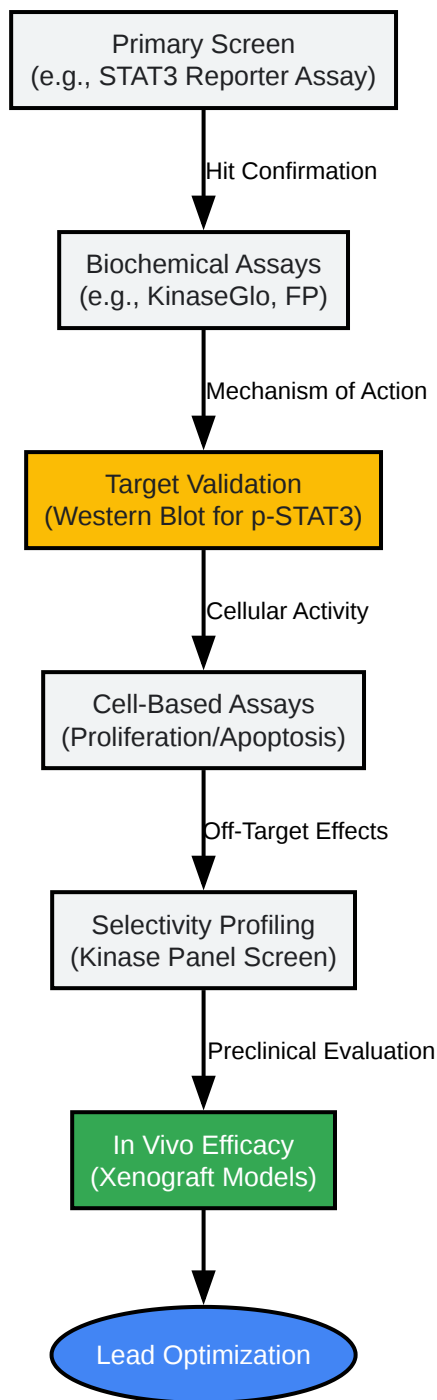 Primary Screen
(e.g., STAT3 Reporter Assay)
Hit Confirmation
Biochemical Assays
(e.g., KinaseGlo, FP)
Mechanism of Action
Target Validation
(Western Blot for p-STAT3)
Cellular Activity
Cell-Based Assays
(Proliferation/Apoptosis)
Off-Target Effects
Selectivity Profiling
(Kinase Panel Screen)
Preclinical Evaluation
In Vivo Efficacy
(Xenograft Models)
Lead Optimization